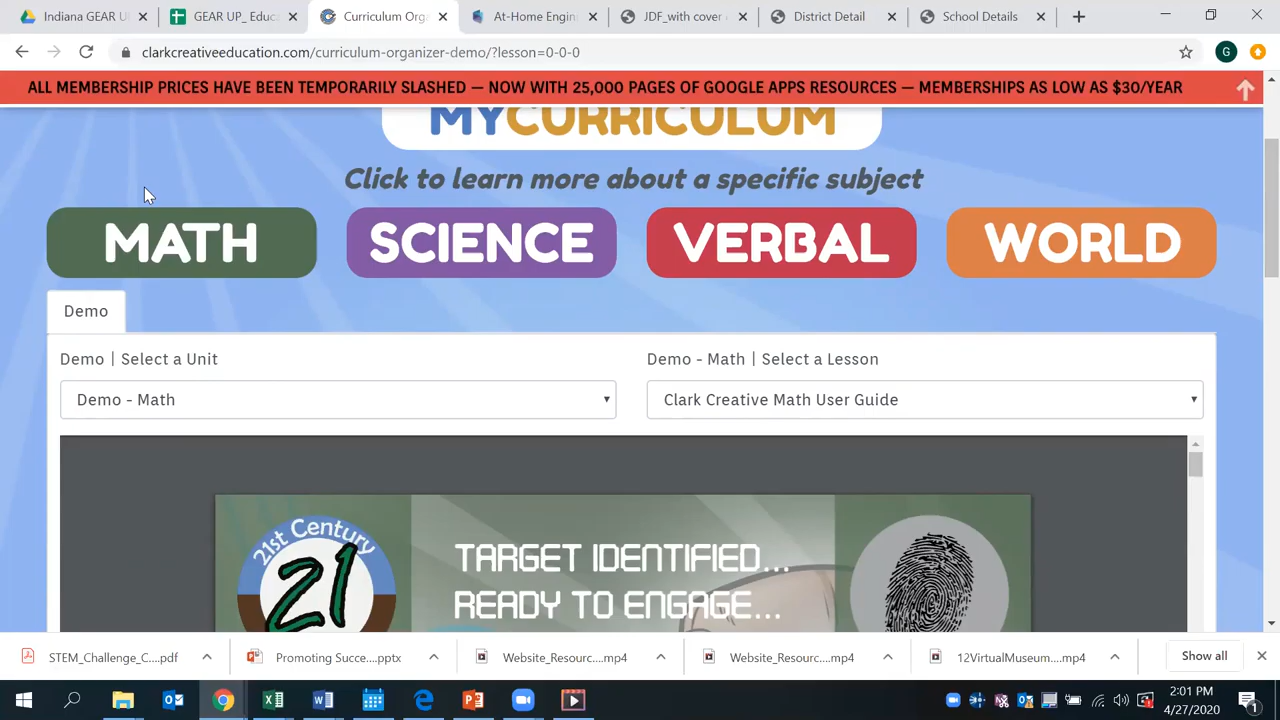 Indiana GEAR U
GEAR UP_ Educ
Curriculum Org
At-Home Engin
JDF_with cover
District Detail
School Details
clarkcreativeeducation.com/curriculum-organizer-demo/?lesson=0-0-0
G
ALL MEMBERSHIP PRICES HAVE BEEN TEMPORARILY SLASHED — NOW WITH 25,000 PAGES OF GOOGLE APPS RESOURCES — MEMBERSHIPS AS LOW AS $30/YEAR
MYCURRICULUM
Click to learn more about a specific subject
MATH SCIENCE VERBAL WORLD
Demo
Demo | Select a Unit
Demo - Math | Select a Lesson
Demo - Math
Clark Creative Math User Guide
21st Century
21
TARGET IDENTIFIED...
READY TO ENGAGE...
STEM_Challenge_C....pdf
Promoting Succe....pptx
Website_Resourc....mp4
Website_Resourc....mp4
12VirtualMuseum....mp4
Show all
2:01 PM
4/27/2020
1